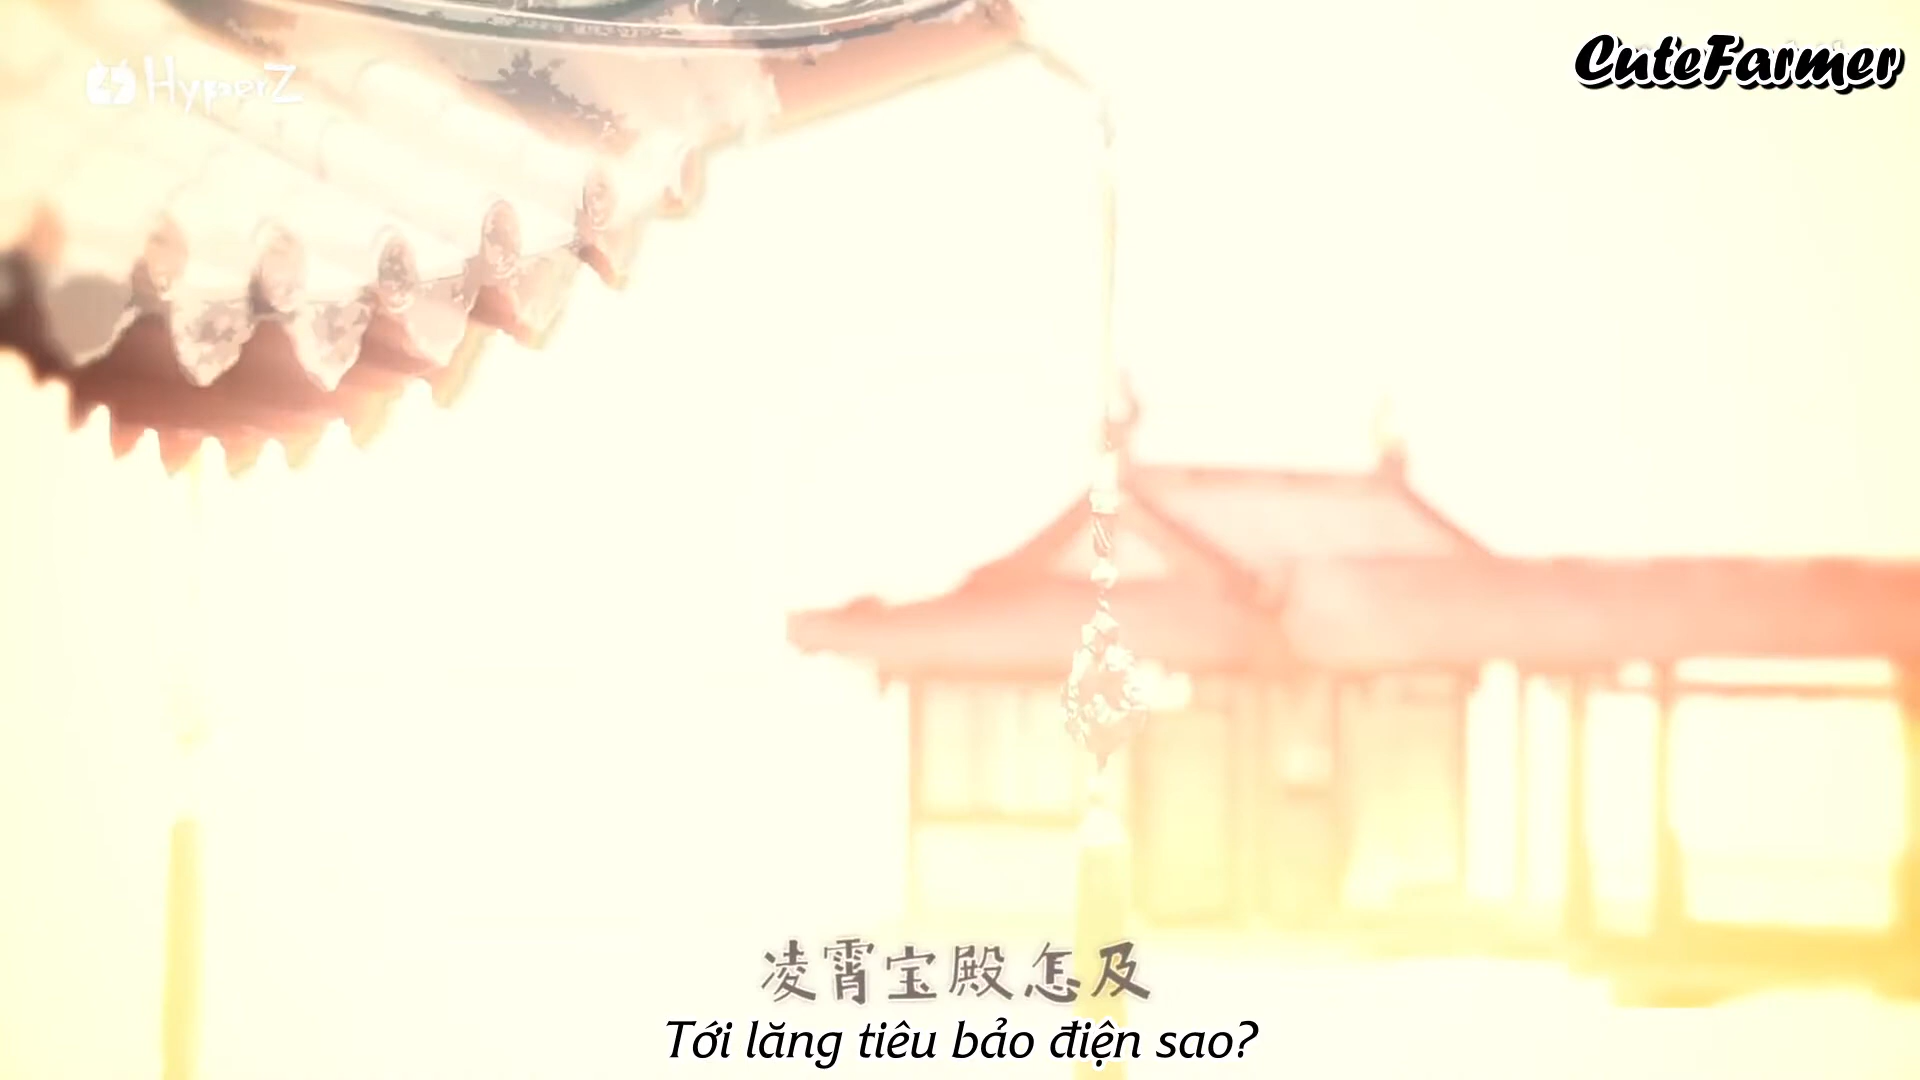 HyperZ
CuteFarmer
凌霄宝殿怎及
Tới lăng tiêu bảo điện sao?